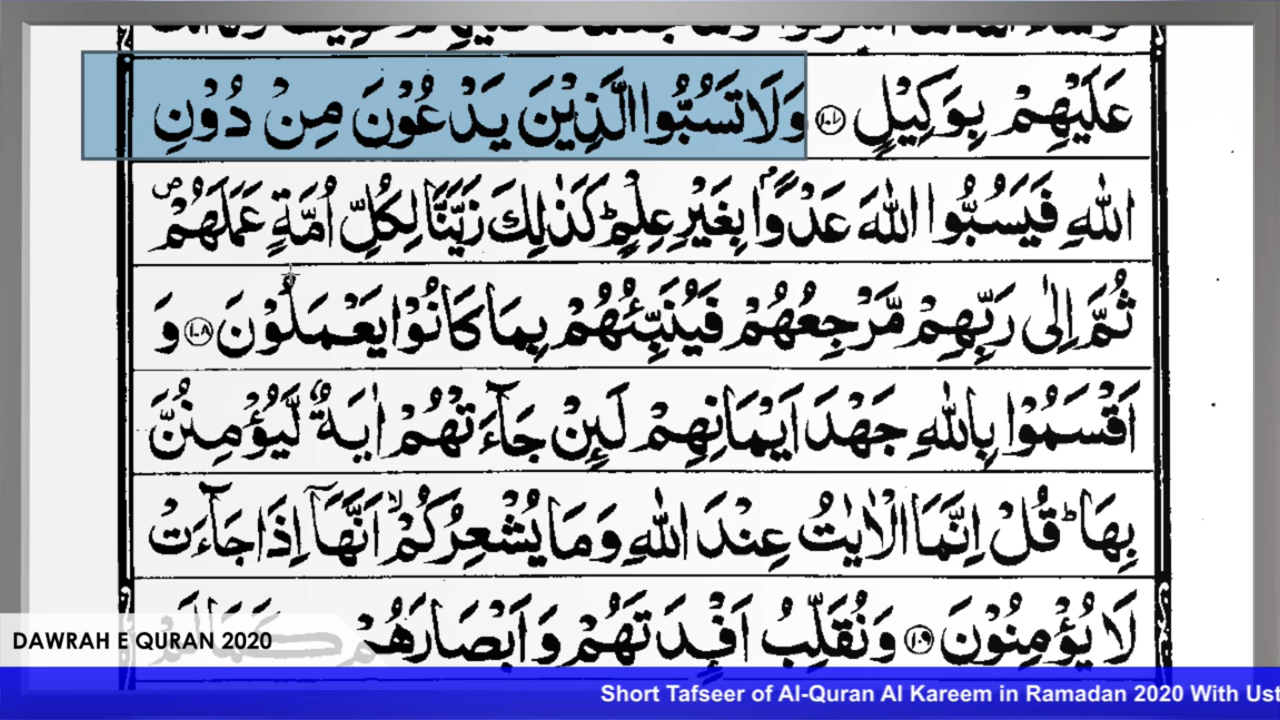 عَلَيْهِمْ بِوَكِيْلٍ ۝١٠٧ وَلَا تَسُبُّوا الَّذِيْنَ يَدْعُوْنَ مِنْ دُوْنِ
اللّٰهِ فَيَسُبُّوا اللّٰهَ عَدْوًۢا بِغَيْرِ عِلْمٍ ؕ كَذٰلِكَ زَيَّنَّا لِكُلِّ اُمَّةٍ عَمَلَهُمْ ۪
ثُمَّ اِلٰى رَبِّهِمْ مَّرْجِعُهُمْ فَيُنَبِّئُهُمْ بِمَا كَانُوْا يَعْمَلُوْنَ ۝١٠٨ وَ
اَقْسَمُوْا بِاللّٰهِ جَهْدَ اَيْمَانِهِمْ لَىِٕنْ جَآءَتْهُمْ اٰيَةٌ لَّيُؤْمِنُنَّ
بِهَا ؕ قُلْ اِنَّمَا الْاٰيٰتُ عِنْدَ اللّٰهِ وَمَا يُشْعِرُكُمْ ۙ اَنَّهَاۤ اِذَا جَآءَتْ
لَا يُؤْمِنُوْنَ ۝١٠٩ وَنُقَلِّبُ اَفْـِٕدَتَهُمْ وَاَبْصَارَهُمْ كَمَا لَمْ
DAWRAH E QURAN 2020
Short Tafseer of Al-Quran Al Kareem in Ramadan 2020 With Ust